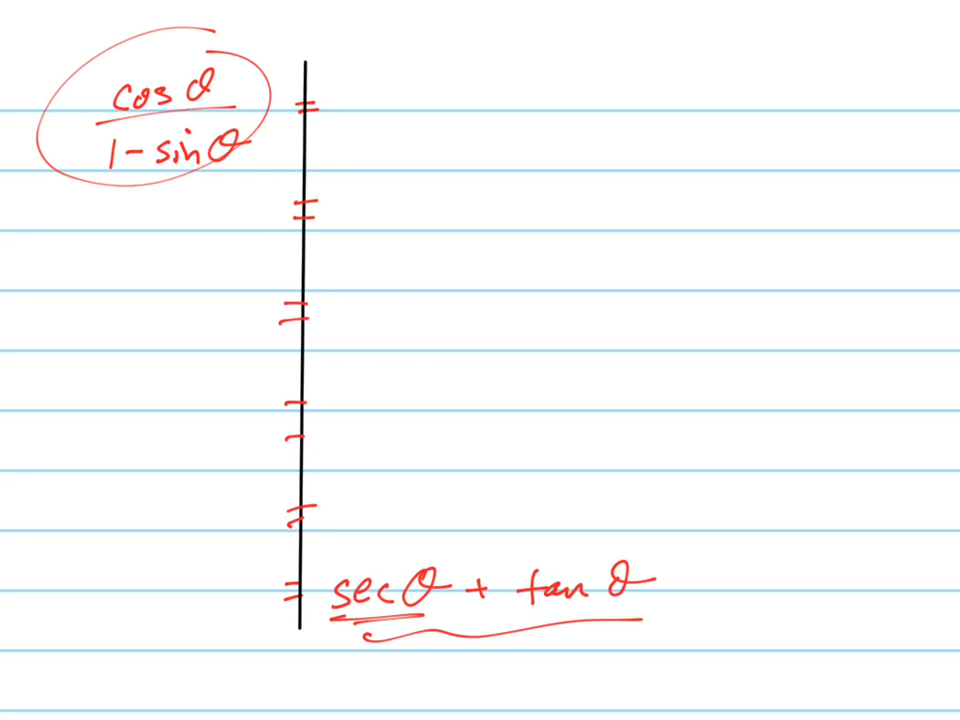 cos θ
1 - sin θ
=
=
=
=
=
= sec θ + tan θ